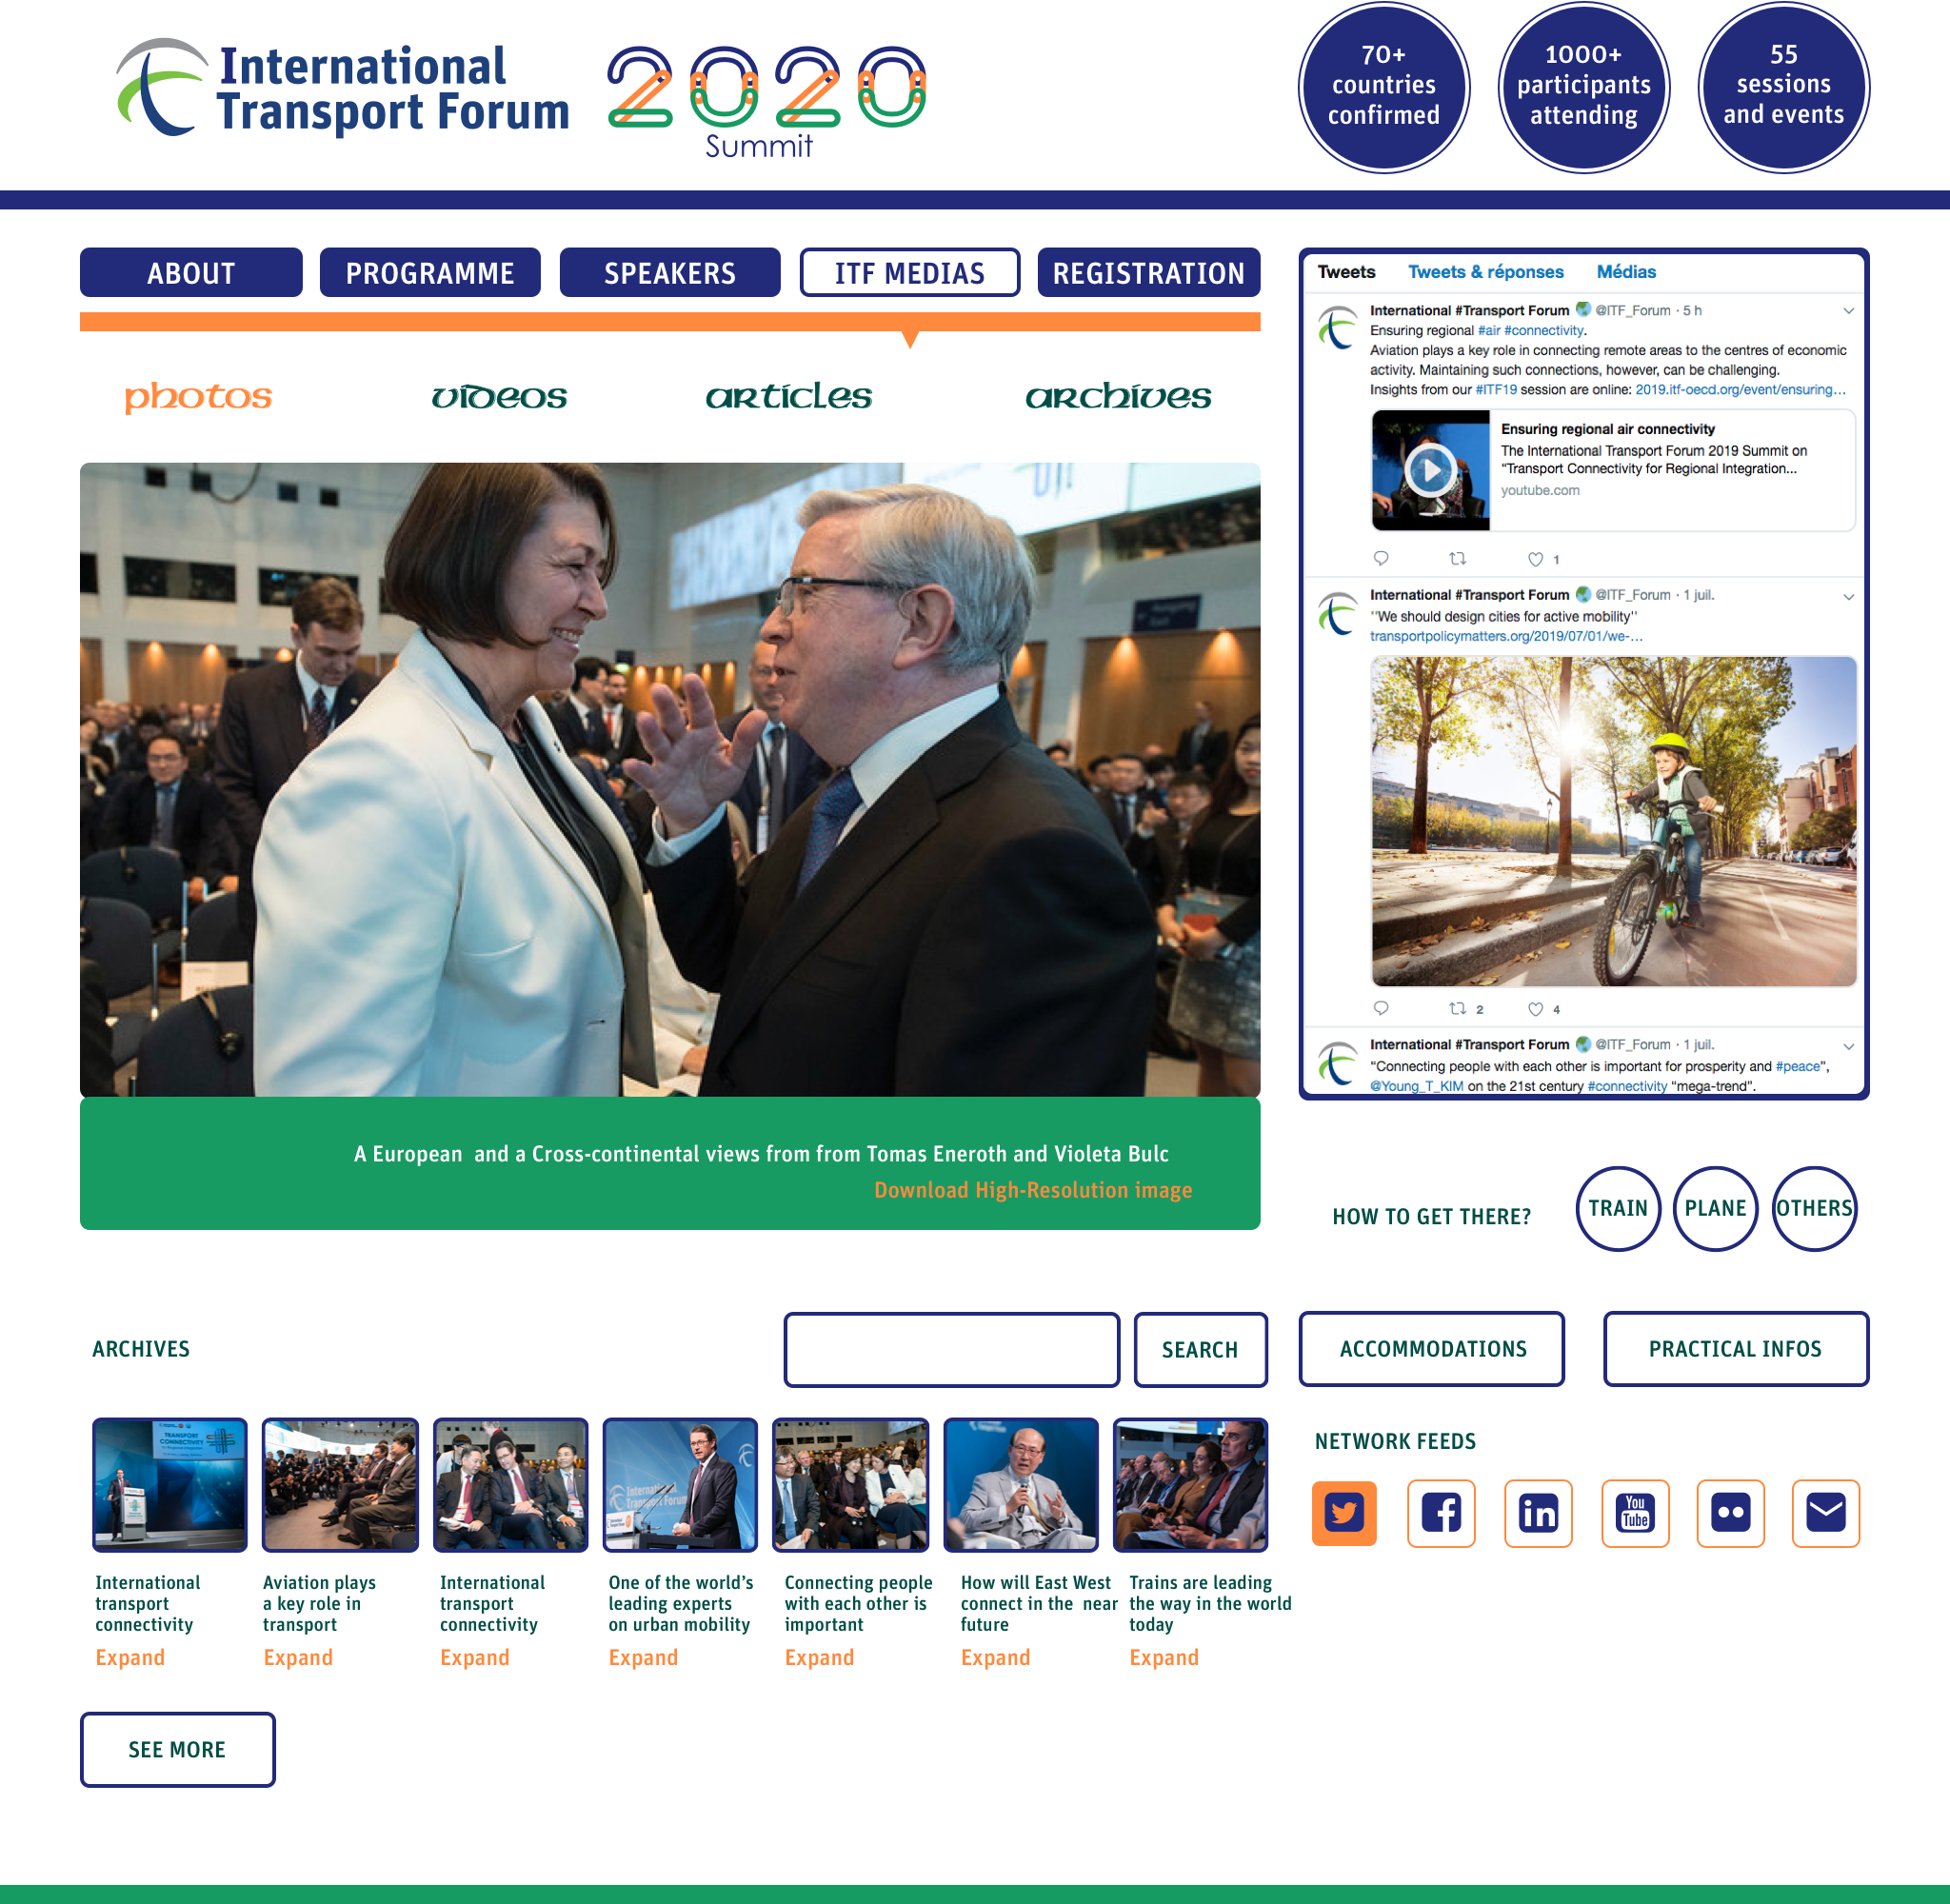 International
Transport Forum
2020
Summit
70+
countries
confirmed
1000+
participants
attending
55
sessions
and events
ABOUT
PROGRAMME
SPEAKERS
ITF MEDIAS
REGISTRATION
photos
videos
articles
archives
A European  and a Cross-continental views from from Tomas Eneroth and Violeta Bulc
Download High-Resolution image
Tweets
Tweets & réponses
Médias
International #Transport Forum @ITF_Forum · 5 h
Ensuring regional #air #connectivity.
Aviation plays a key role in connecting remote areas to the centres of economic
activity. Maintaining such connections, however, can be challenging.
Insights from our #ITF19 session are online: 2019.itf-oecd.org/event/ensuring...
Ensuring regional air connectivity
The International Transport Forum 2019 Summit on
"Transport Connectivity for Regional Integration...
youtube.com
1
International #Transport Forum @ITF_Forum · 1 juil.
''We should design cities for active mobility''
transportpolicymatters.org/2019/07/01/we-...
2
4
International #Transport Forum @ITF_Forum · 1 juil.
"Connecting people with each other is important for prosperity and #peace",
@Young_T_KIM on the 21st century #connectivity "mega-trend".
HOW TO GET THERE?
TRAIN
PLANE
OTHERS
ARCHIVES
SEARCH
ACCOMMODATIONS
PRACTICAL INFOS
TRANSPORT
CONNECTIVITY
International
Transport Forum
International
transport
connectivity
Expand
Aviation plays
a key role in
transport
Expand
International
transport
connectivity
Expand
One of the world's
leading experts
on urban mobility
Expand
Connecting people
with each other is
important
Expand
How will East West
connect in the  near
future
Expand
Trains are leading
the way in the world
today
Expand
NETWORK FEEDS
in
You
Tube
SEE MORE